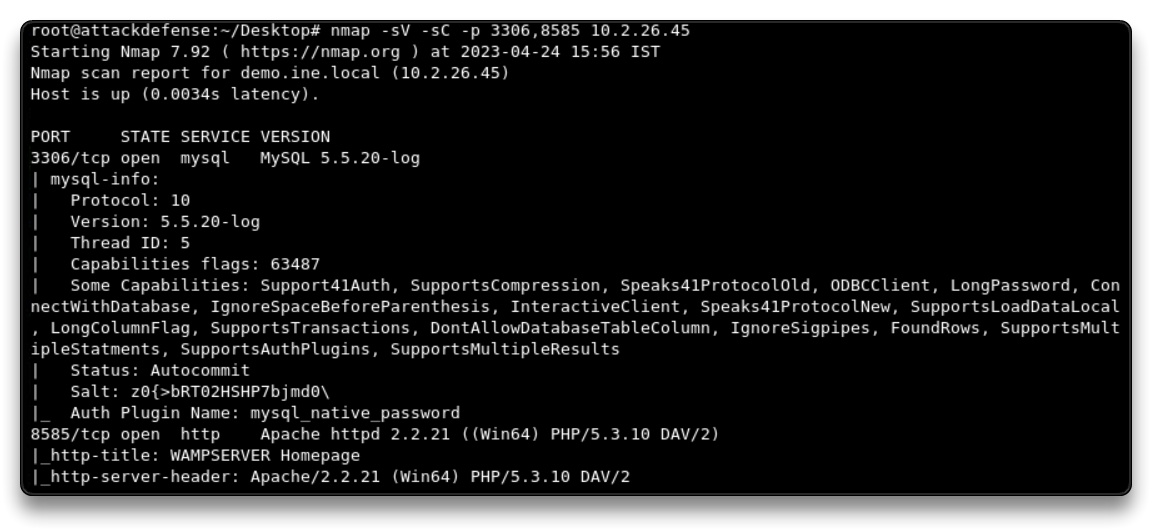 root@attackdefense:~/Desktop# nmap -sV -sC -p 3306,8585 10.2.26.45
Starting Nmap 7.92 ( https://nmap.org ) at 2023-04-24 15:56 IST
Nmap scan report for demo.ine.local (10.2.26.45)
Host is up (0.0034s latency).

PORT     STATE SERVICE VERSION
3306/tcp open  mysql   MySQL 5.5.20-log
| mysql-info:
|   Protocol: 10
|   Version: 5.5.20-log
|   Thread ID: 5
|   Capabilities flags: 63487
|   Some Capabilities: Support41Auth, SupportsCompression, Speaks41ProtocolOld, ODBCClient, LongPassword, Con
nectWithDatabase, IgnoreSpaceBeforeParenthesis, InteractiveClient, Speaks41ProtocolNew, SupportsLoadDataLocal
, LongColumnFlag, SupportsTransactions, DontAllowDatabaseTableColumn, IgnoreSigpipes, FoundRows, SupportsMult
ipleStatments, SupportsAuthPlugins, SupportsMultipleResults
|   Status: Autocommit
|   Salt: z0{>bRT02HSHP7bjmd0\
|_  Auth Plugin Name: mysql_native_password
8585/tcp open  http    Apache httpd 2.2.21 ((Win64) PHP/5.3.10 DAV/2)
|_http-title: WAMPSERVER Homepage
|_http-server-header: Apache/2.2.21 (Win64) PHP/5.3.10 DAV/2